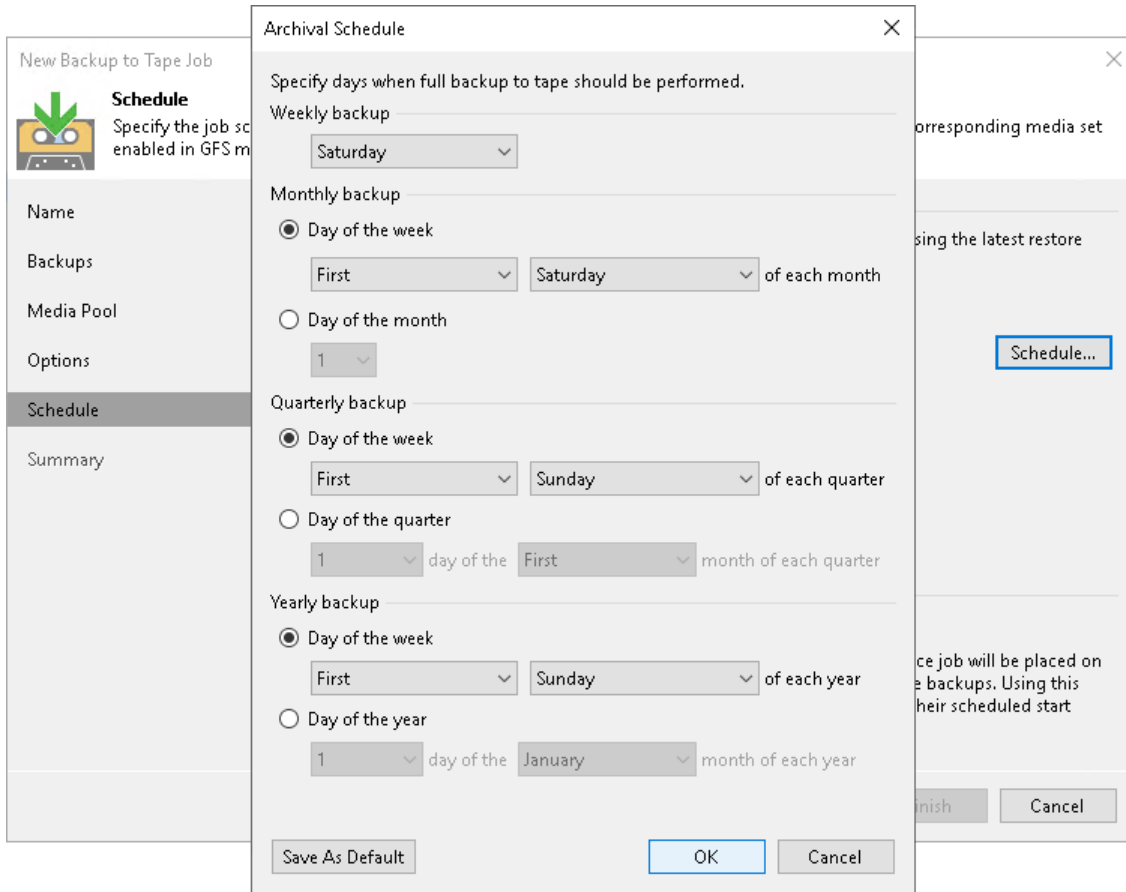 Archival Schedule
New Backup to Tape Job
Schedule
Specify the job sc
enabled in GFS m
orresponding media set
Name
Backups
Media Pool
Options
Schedule
Summary
Specify days when full backup to tape should be performed.
Weekly backup
Saturday
Monthly backup
Day of the week
First Saturday of each month
Day of the month
1
Quarterly backup
Day of the week
First Sunday of each quarter
Day of the quarter
1 day of the First month of each quarter
Yearly backup
Day of the week
First Sunday of each year
Day of the year
1 day of the January month of each year
Save As Default OK Cancel
sing the latest restore
Schedule...
ce job will be placed on
e backups. Using this
heir scheduled start
inish Cancel